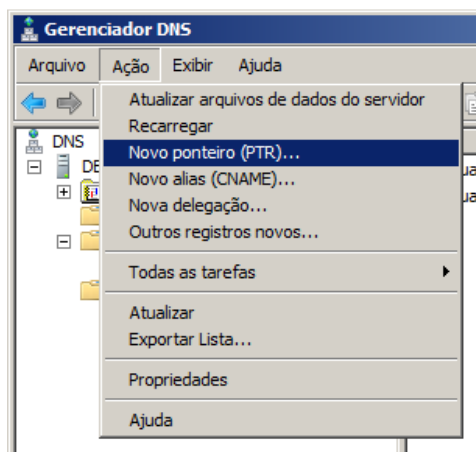 Gerenciador DNS
Arquivo Ação Exibir Ajuda
Atualizar arquivos de dados do servidor
Recarregar
DNS
Novo ponteiro (PTR)...
Novo alias (CNAME)...
Nova delegação...
Outros registros novos...
Todas as tarefas
Atualizar
Exportar Lista...
Propriedades
Ajuda